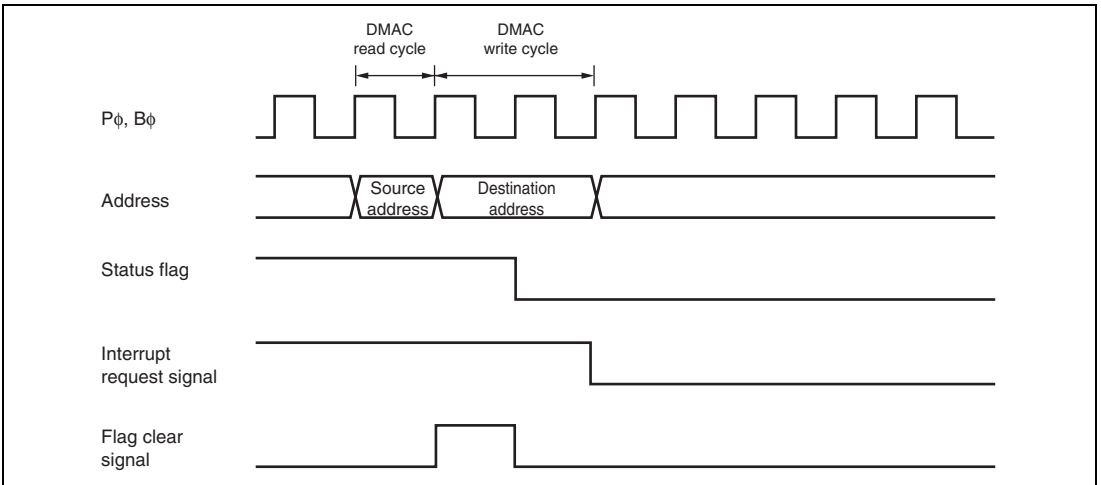 DMAC
read cycle
DMAC
write cycle
Pϕ, Bϕ
Address
Source
address
Destination
address
Status flag
Interrupt
request signal
Flag clear
signal